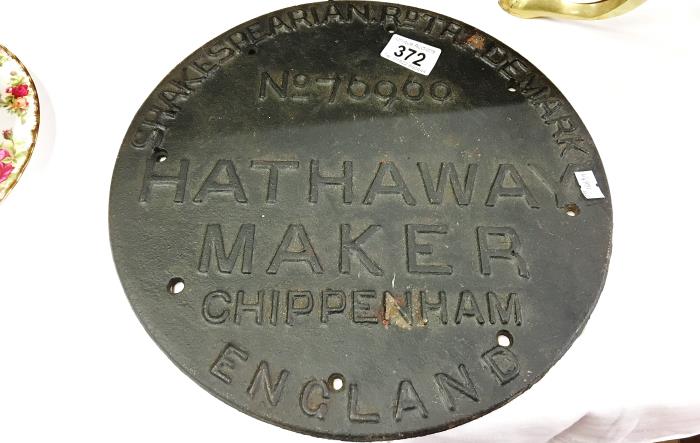 SHAKESPEARIAN RD TRADEMARK
372
No 76960
HATHAWAY
MAKER
CHIPPENHAM
ENGLAND